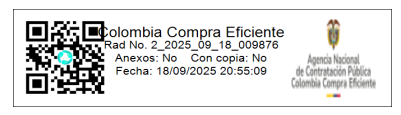 Colombia Compra Eficiente
Rad No. 2_2025_09_18_009876
Anexos: No Con copia: No
Fecha: 18/09/2025 20:55:09
Agencia Nacional
de Contratación Pública
Colombia Compra Eficiente